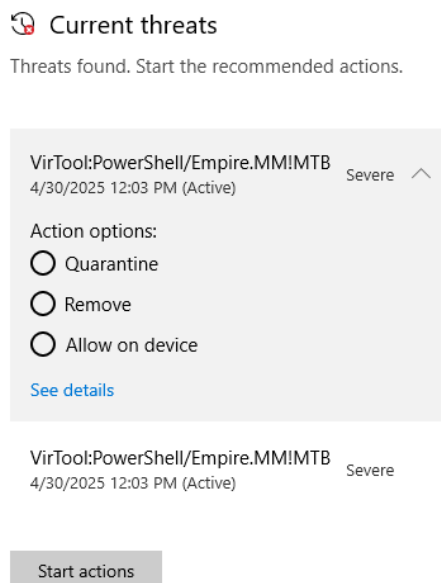 Current threats
Threats found. Start the recommended actions.
VirTool:PowerShell/Empire.MM!MTB
Severe
4/30/2025 12:03 PM (Active)
Action options:
Quarantine
Remove
Allow on device
See details
VirTool:PowerShell/Empire.MM!MTB
Severe
4/30/2025 12:03 PM (Active)
Start actions